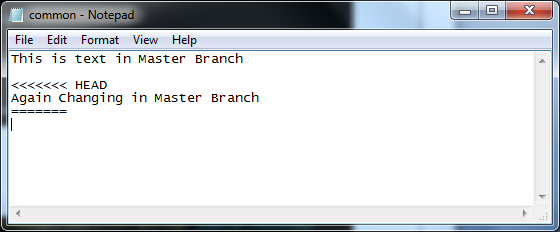 common - Notepad
File Edit Format View Help
This is text in Master Branch

<<<<<<< HEAD
Again Changing in Master Branch
=======